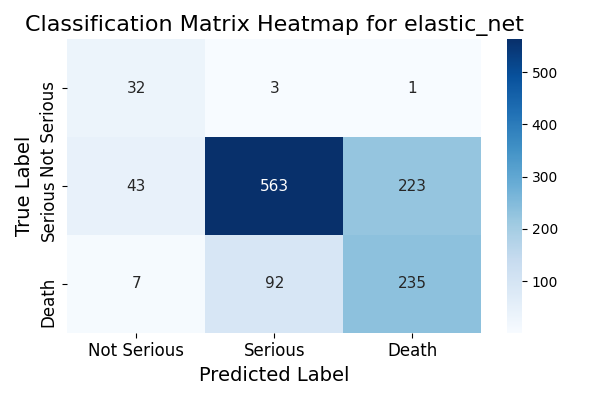 Classification Matrix Heatmap for elastic_net
True Label
Not Serious
Serious
Death
32 3 1
43 563 223
7 92 235
Not Serious Serious Death
Predicted Label
500
400
300
200
100